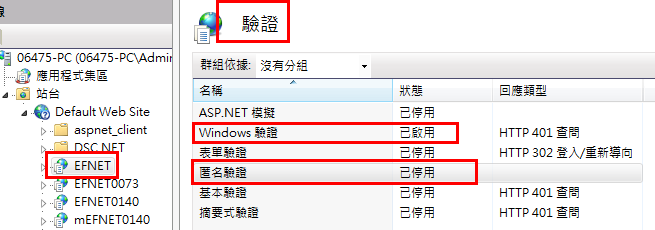 線
06475-PC (06475-PC\Admin
應用程式集區
站台
Default Web Site
aspnet_client
DSC.NET
EFNET
EFNET0073
EFNET0140
mEFNET0140
驗證
群組依據: 沒有分組
名稱 狀態 回應類型
ASP.NET 模擬 已停用
Windows 驗證 已啟用 HTTP 401 查問
表單驗證 已停用 HTTP 302 登入/重新導向
匿名驗證 已停用
基本驗證 已停用 HTTP 401 查問
摘要式驗證 已停用 HTTP 401 查問